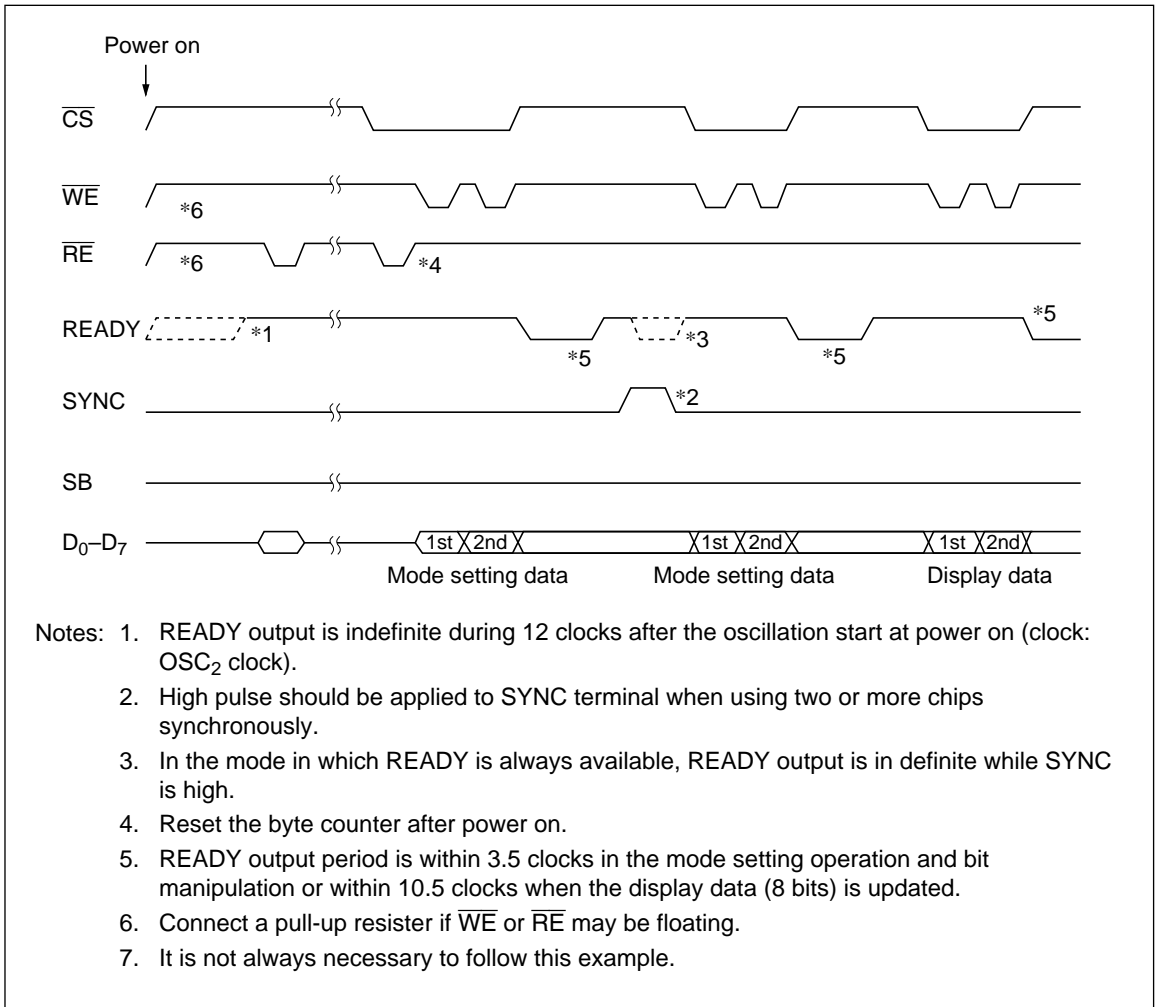 Power on
C̅S̅
W̅E̅
*6
R̅E̅
*6
*4
READY
*1
*5
*3
*5
*5
SYNC
*2
SB
D₀–D₇
1st
2nd
1st
2nd
1st
2nd
Mode setting data
Mode setting data
Display data
Notes: 1. READY output is indefinite during 12 clocks after the oscillation start at power on (clock:
OSC₂ clock).
2. High pulse should be applied to SYNC terminal when using two or more chips
synchronously.
3. In the mode in which READY is always available, READY output is in definite while SYNC
is high.
4. Reset the byte counter after power on.
5. READY output period is within 3.5 clocks in the mode setting operation and bit
manipulation or within 10.5 clocks when the display data (8 bits) is updated.
6. Connect a pull-up resister if W̅E̅ or R̅E̅ may be floating.
7. It is not always necessary to follow this example.